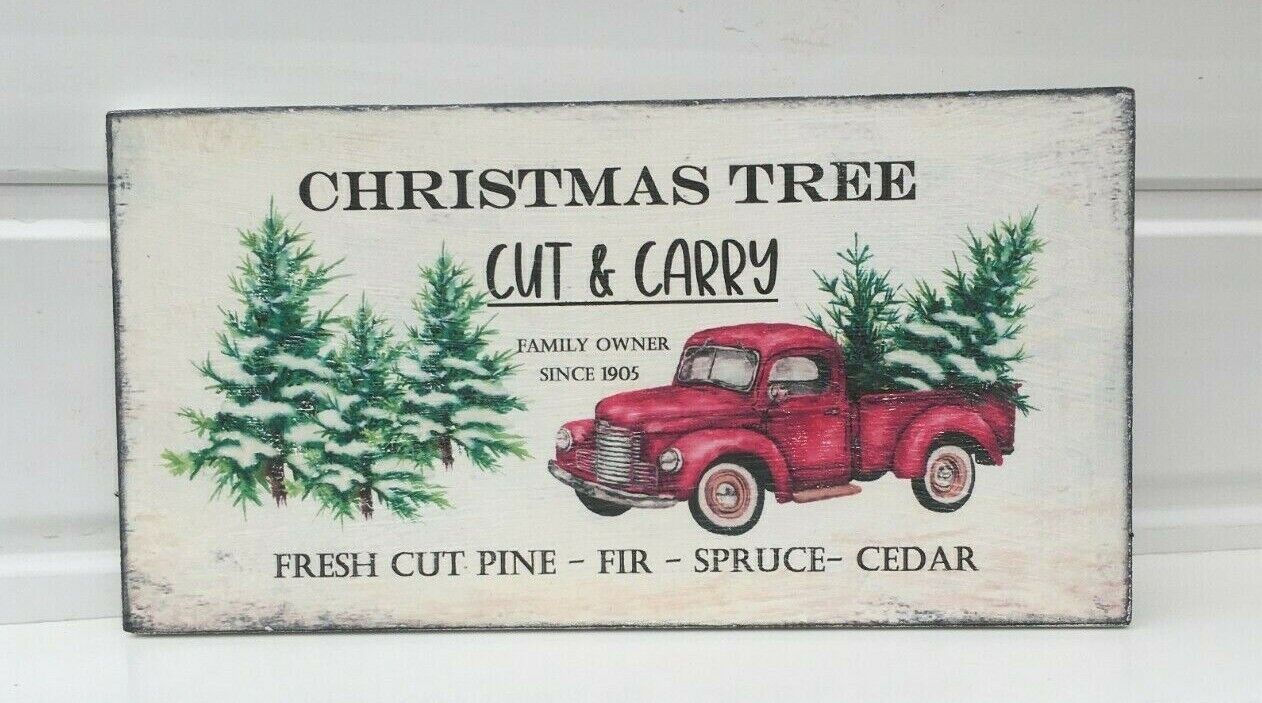 CHRISTMAS TREE
CUT & CARRY
FAMILY OWNER
SINCE 1905
FRESH CUT PINE - FIR - SPRUCE- CEDAR